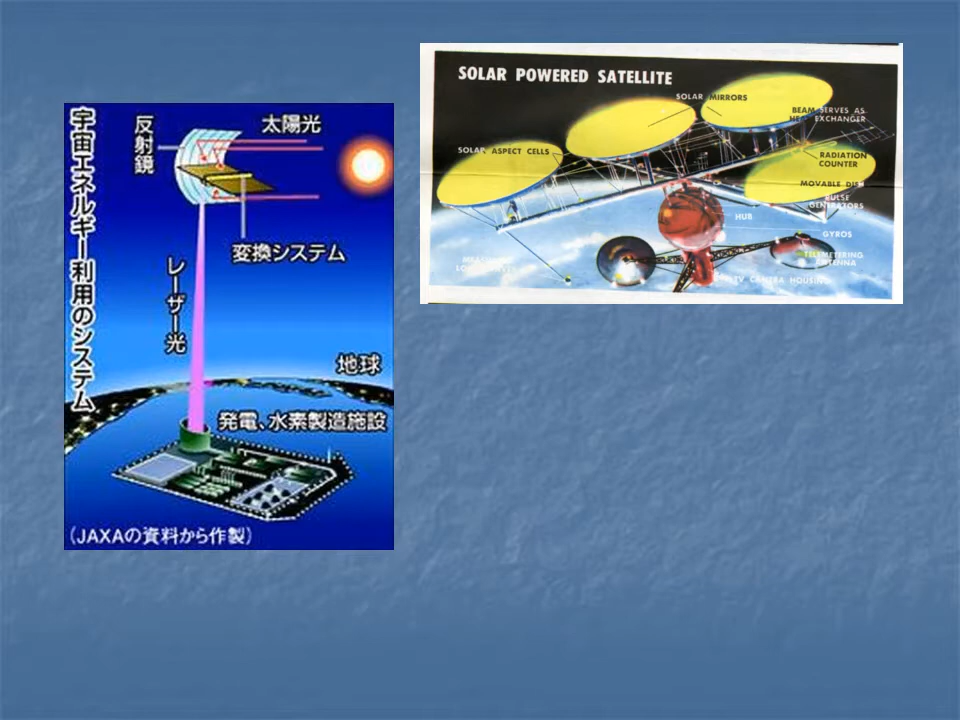 宇宙エネルギー利用のシステム
反射鏡
太陽光
変換システム
レーザー光
地球
発電、水素製造施設
(JAXAの資料から作製)
SOLAR POWERED SATELLITE
SOLAR MIRRORS
BEAM SERVES AS
HEAT EXCHANGER
SOLAR ASPECT CELLS
RADIATION
COUNTER
MOVABLE
PULSE
GENERATORS
HUB
GYROS
TELEMETERING
ANTENNA
TV CAMERA HOUSING